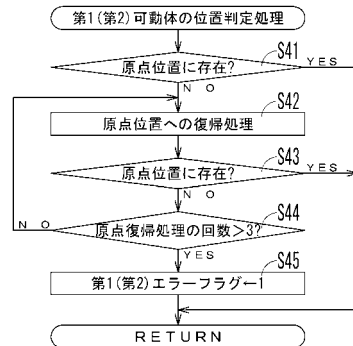 第1(第2)可動体の位置判定処理
S41
原点位置に存在?
YES
NO
S42
原点位置への復帰処理
S43
原点位置に存在?
YES
NO
S44
NO
原点復帰処理の回数>3?
YES
S45
第1(第2)エラーフラグ←1
RETURN